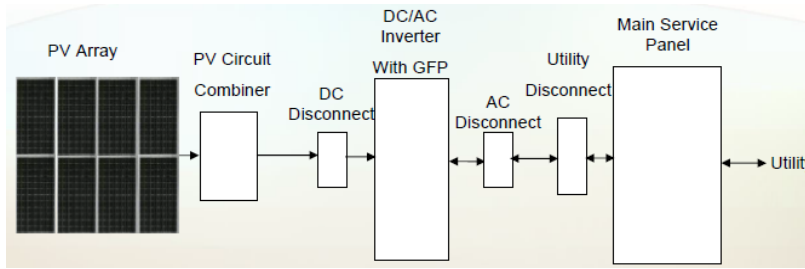 PV Array
PV Circuit
Combiner
DC
Disconnect
DC/AC
Inverter
With GFP
AC
Disconnect
Utility
Disconnect
Main Service
Panel
Utilit